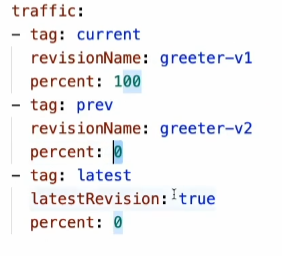 traffic:
- tag: current
  revisionName: greeter-v1
  percent: 100
- tag: prev
  revisionName: greeter-v2
  percent: 0
- tag: latest
  latestRevision: true
  percent: 0